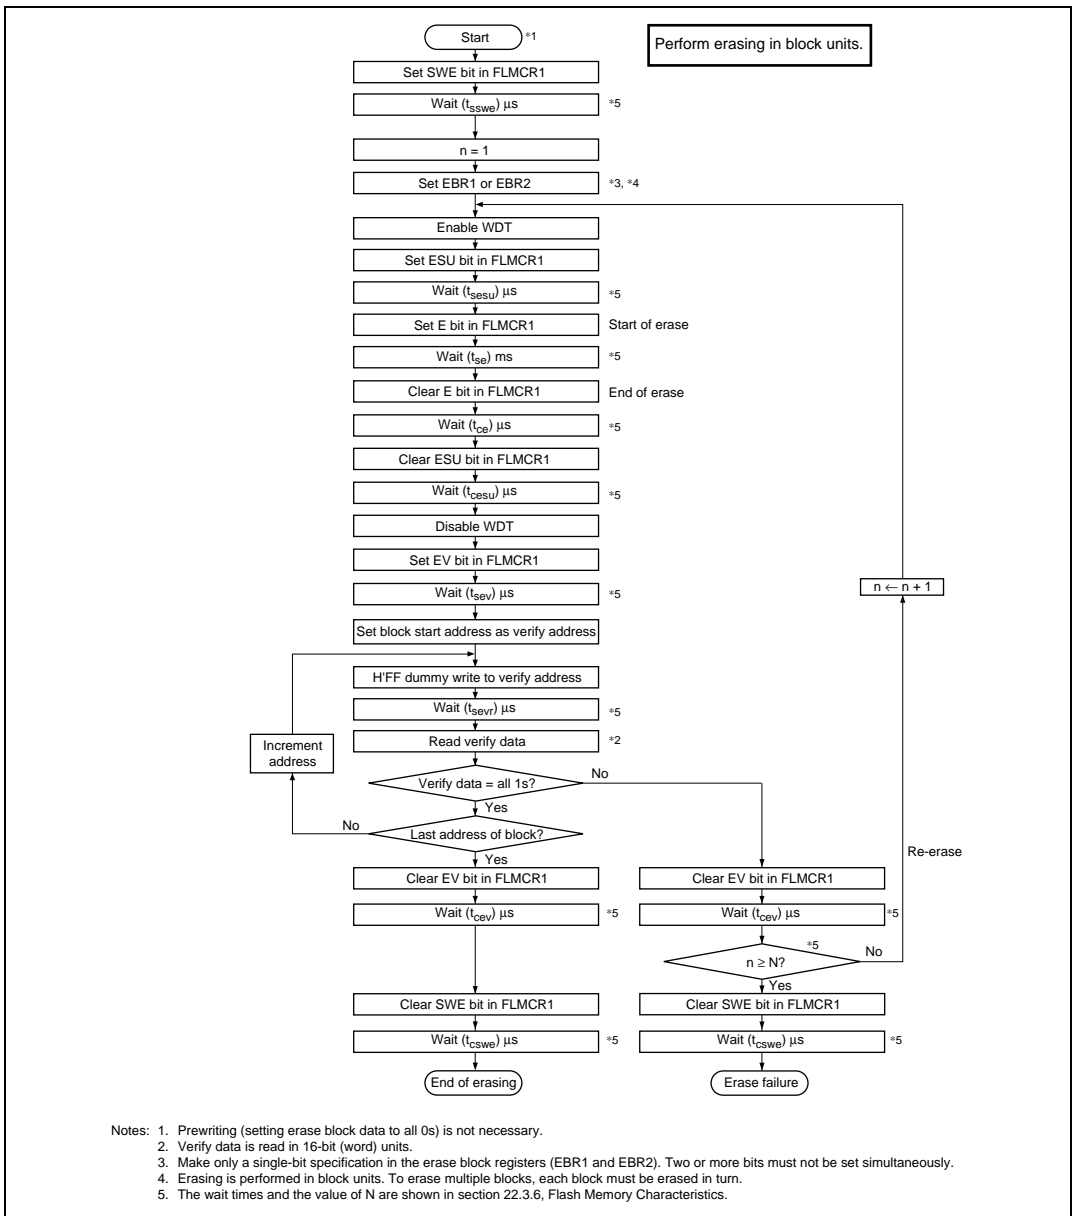 Start *1
Perform erasing in block units.
Set SWE bit in FLMCR1
Wait (tsswe) μs *5
n = 1
Set EBR1 or EBR2 *3, *4
Enable WDT
Set ESU bit in FLMCR1
Wait (tsesu) μs *5
Set E bit in FLMCR1 Start of erase
Wait (tse) ms *5
Clear E bit in FLMCR1 End of erase
Wait (tce) μs *5
Clear ESU bit in FLMCR1
Wait (tcesu) μs *5
Disable WDT
Set EV bit in FLMCR1
n ← n + 1
Wait (tsev) μs *5
Set block start address as verify address
H'FF dummy write to verify address
Wait (tsevr) μs *5
Read verify data *2
Increment
address
Verify data = all 1s? No
Yes
No Last address of block?
Yes
Re-erase
Clear EV bit in FLMCR1 Clear EV bit in FLMCR1
Wait (tcev) μs *5 Wait (tcev) μs *5
*5
n ≥ N? No
Yes
Clear SWE bit in FLMCR1 Clear SWE bit in FLMCR1
Wait (tcswe) μs *5 Wait (tcswe) μs *5
End of erasing Erase failure
Notes: 1. Prewriting (setting erase block data to all 0s) is not necessary.
2. Verify data is read in 16-bit (word) units.
3. Make only a single-bit specification in the erase block registers (EBR1 and EBR2). Two or more bits must not be set simultaneously.
4. Erasing is performed in block units. To erase multiple blocks, each block must be erased in turn.
5. The wait times and the value of N are shown in section 22.3.6, Flash Memory Characteristics.